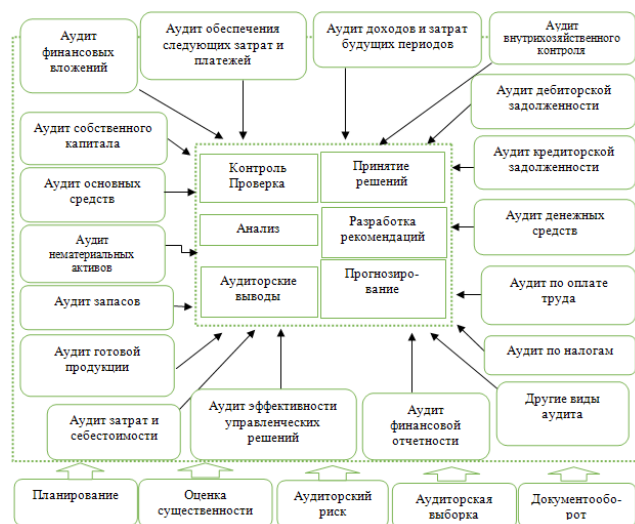 Аудит
финансовых
вложений
Аудит обеспечения
следующих затрат и
платежей
Аудит доходов и затрат
будущих периодов
Аудит
внутрихозяйственного
контроля
Аудит дебиторской
задолженности
Аудит собственного
капитала
Контроль
Проверка
Принятие
решений
Аудит кредиторской
задолженности
Аудит основных
средств
Анализ
Разработка
рекомендаций
Аудит денежных
средств
Аудит
нематериальных
активов
Аудиторские
выводы
Прогнозиро-
вание
Аудит по оплате
труда
Аудит запасов
Аудит готовой
продукции
Аудит по налогам
Аудит затрат и
себестоимости
Аудит эффективности
управленческих
решений
Аудит
финансовой
отчетности
Другие виды
аудита
Планирование
Оценка
существенности
Аудиторский
риск
Аудиторская
выборка
Документообо-
рот